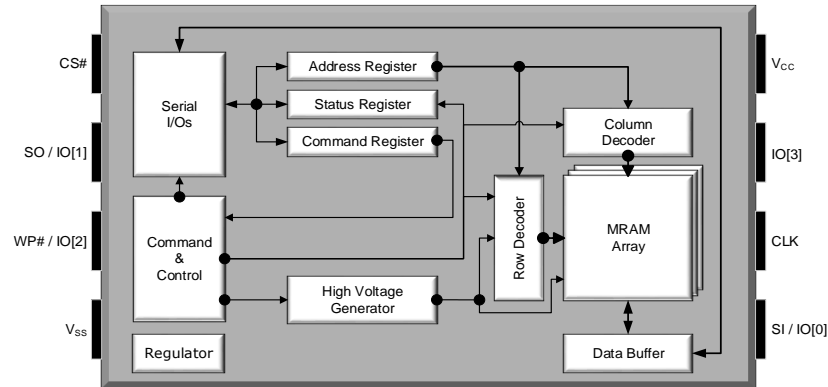 CS#
SO / IO[1]
WP# / IO[2]
VSS
Serial
I/Os
Command
&
Control
Regulator
Address Register
Status Register
Command Register
High Voltage
Generator
Row Decoder
Column
Decoder
MRAM
Array
Data Buffer
VCC
IO[3]
CLK
SI / IO[0]